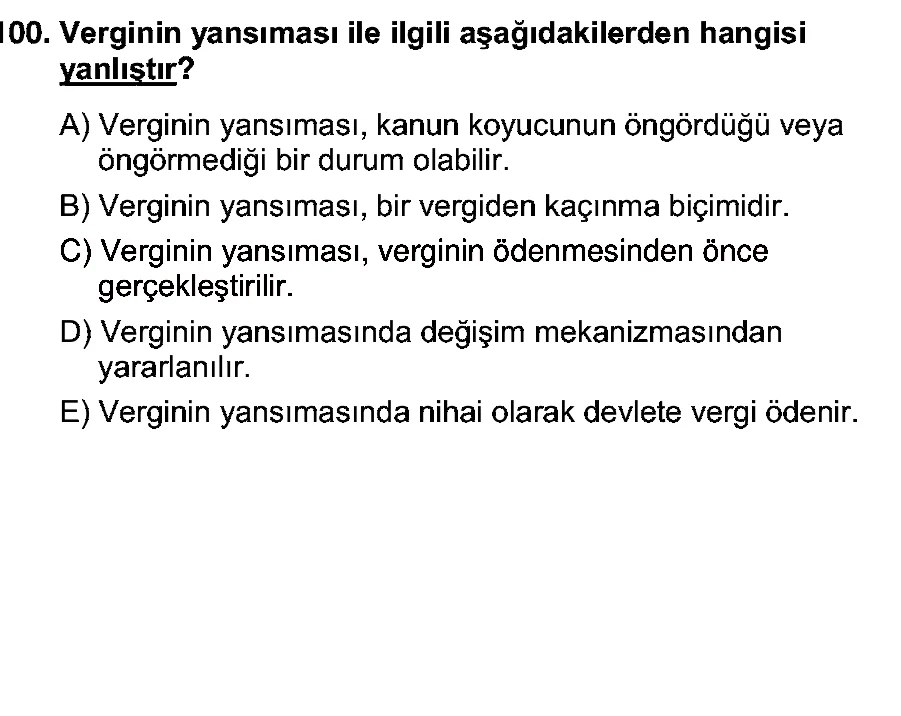 100. Verginin yansıması ile ilgili aşağıdakilerden hangisi
yanlıştır?
A) Verginin yansıması, kanun koyucunun öngördüğü veya
öngörmediği bir durum olabilir.
B) Verginin yansıması, bir vergiden kaçınma biçimidir.
C) Verginin yansıması, verginin ödenmesinden önce
gerçekleştirilir.
D) Verginin yansımasında değişim mekanizmasından
yararlanılır.
E) Verginin yansımasında nihai olarak devlete vergi ödenir.